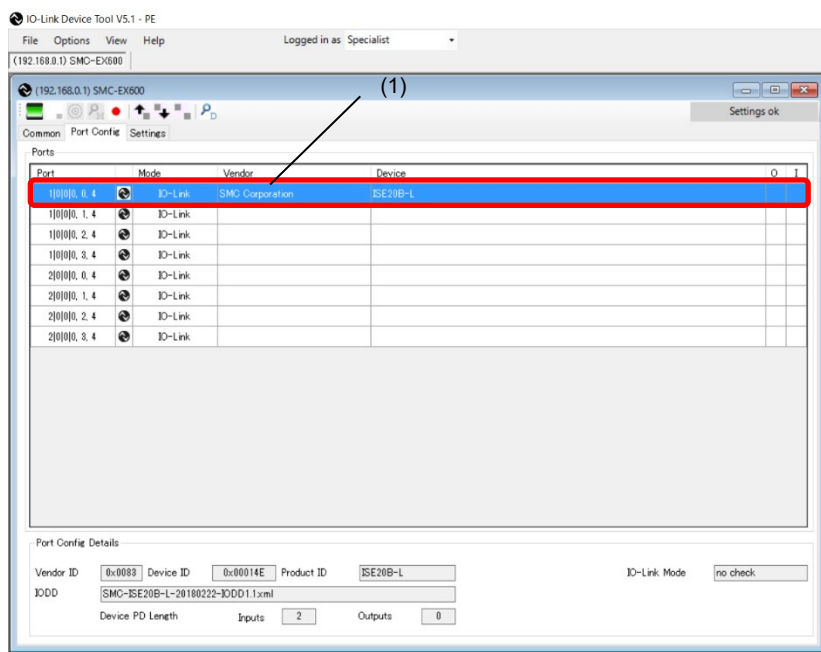 IO-Link Device Tool V5.1 - PE
File Options View Help Logged in as Specialist
(192.168.0.1) SMC-EX600
(192.168.0.1) SMC-EX600
(1)
Settings ok
Common Port Config Settings
Ports
Port Mode Vendor Device O I
1|0|0|0, 0, 4 IO-Link SMC Corporation ISE20B-L
1|0|0|0, 1, 4 IO-Link
1|0|0|0, 2, 4 IO-Link
1|0|0|0, 3, 4 IO-Link
2|0|0|0, 0, 4 IO-Link
2|0|0|0, 1, 4 IO-Link
2|0|0|0, 2, 4 IO-Link
2|0|0|0, 3, 4 IO-Link
Port Config Details
Vendor ID 0x0083 Device ID 0x00014E Product ID ISE20B-L IO-Link Mode no check
IODD SMC-ISE20B-L-20180222-IODD1.1.xml
Device PD Length Inputs 2 Outputs 0